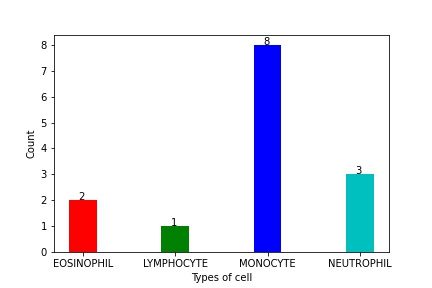 8
7
6
5
4
3
2
1
0
Count
2
1
8
3
EOSINOPHIL
LYMPHOCYTE
MONOCYTE
NEUTROPHIL
Types of cell